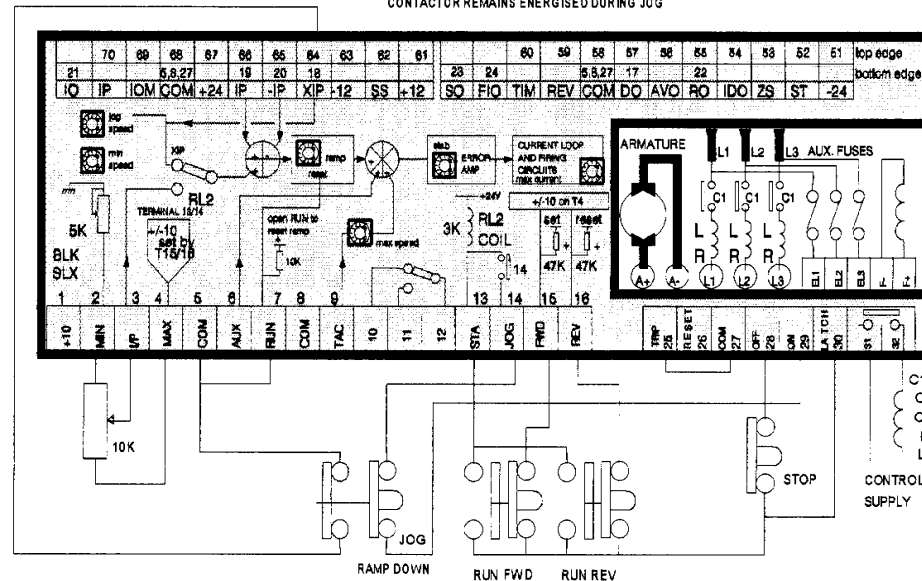 CONTACTOR REMAINS ENERGISED DURING JOG
70 69 68 67 66 65 64 63 62 61 60 59 58 57 56 55 54 53 52 51 top edge
21 5,8,27 19 20 18 23 24 5,8,27 17 22 bottom edge
IO IP IOM COM +24 IP -IP XIP -12 SS +12 SO FIO TIM REV COM DO AVO RO IDO ZS ST -24
jog speed
min speed
XIP
RL2
ramp
reset
stab
ERROR AMP
CURRENT LOOP
AND FIRING
CIRCUITS
max current
ARMATURE
L1 L2 L3 AUX. FUSES
C1 C1 C1
L L L
R R R
A+ A- L1 L2 L3 EL1 EL2 EL3 F- F+
min
5K
BLK
TERMINAL
+/-10
set by
T15/16
open RUN to
reset ramp
10K
max speed
+24V
3K
RL2
COIL
14
+/-10 on T4
set reset
47K 47K
1 2 3 4 5 6 7 8 9 10 11 12 13 14 15 16
+10 MIN I/P MAX COM AUX RUN COM TAC STA JOG FWD REV
TRIP 25
RESET 26
COM 27
OFF 28
ON 29
LATCH 30
S1 S2
10K
JOG
RAMP DOWN
RUN FWD
RUN REV
STOP
CONTROL
SUPPLY